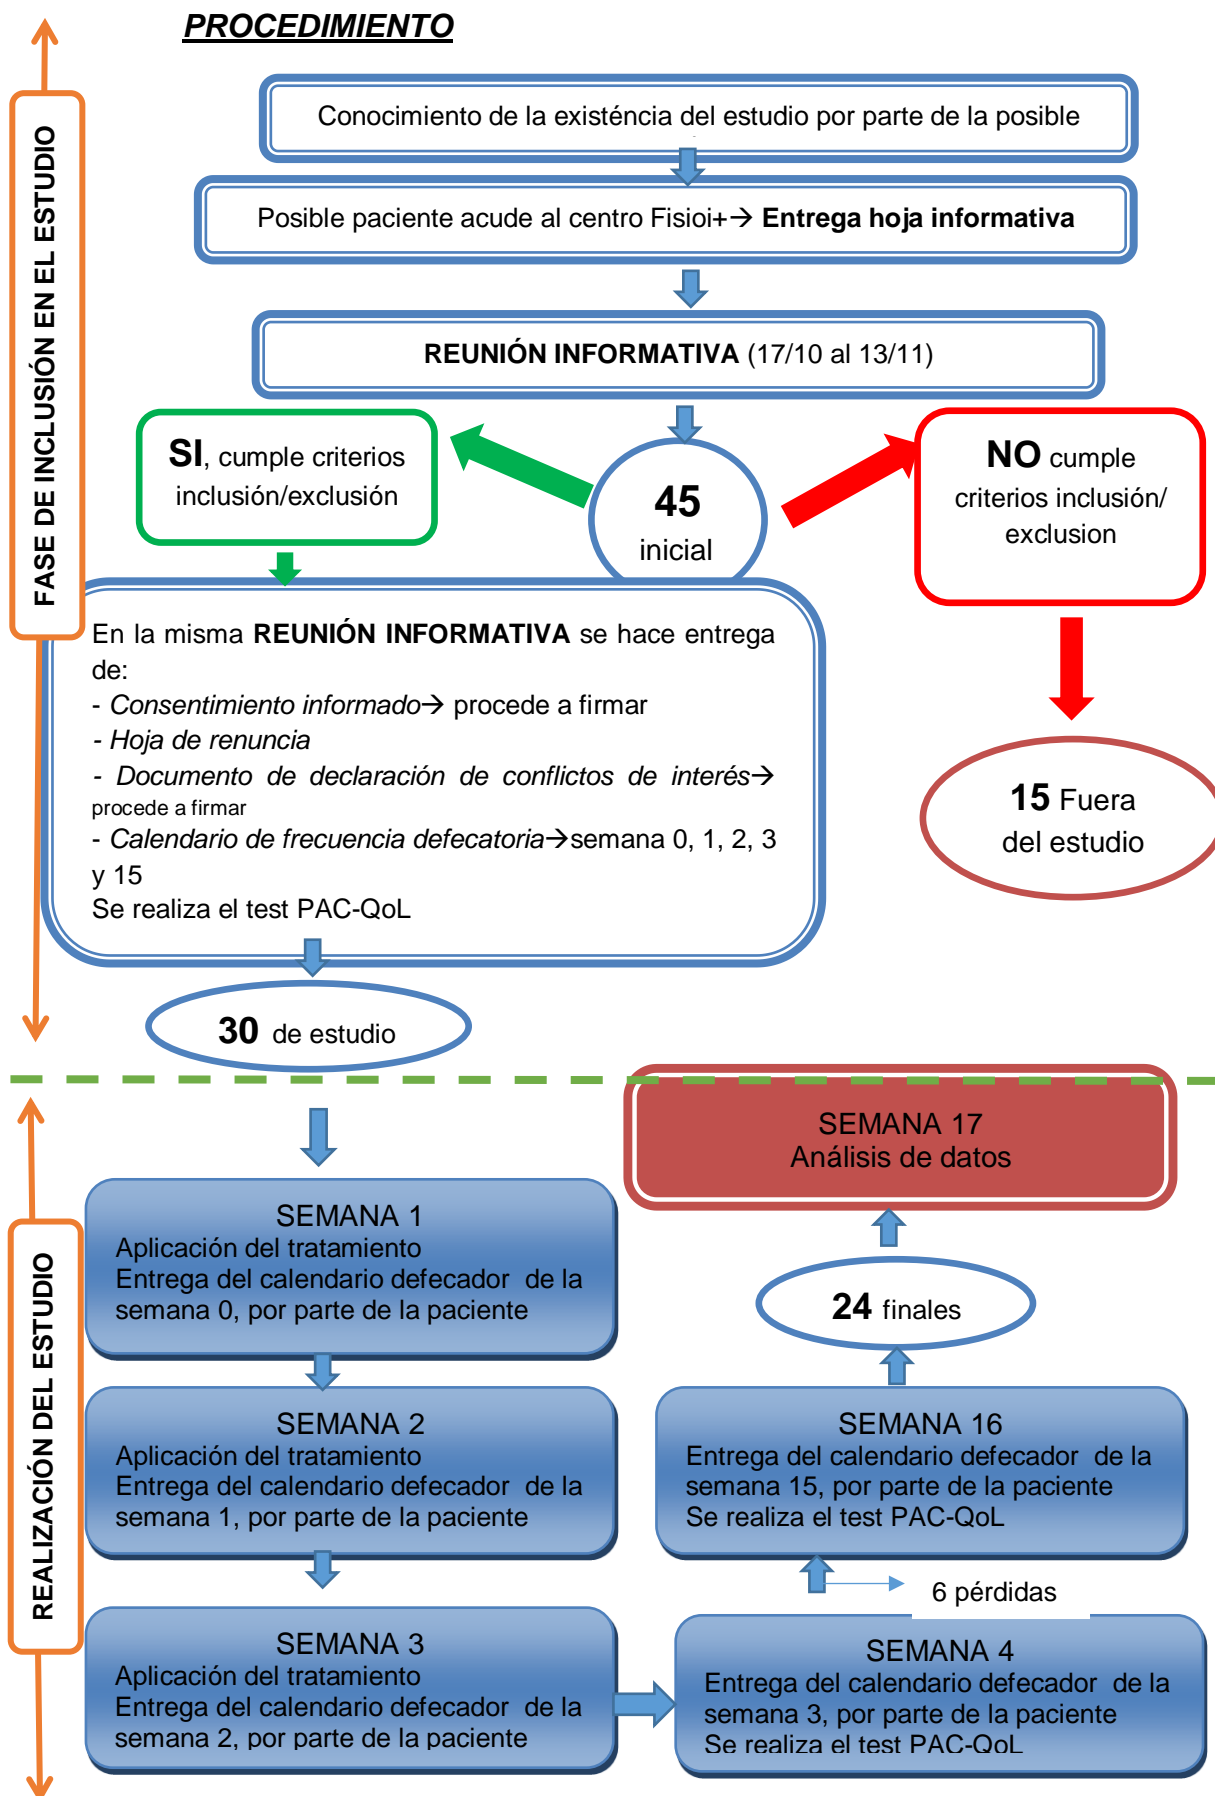 PROCEDIMIENTO
FASE DE INCLUSIÓN EN EL ESTUDIO
Conocimiento de la existéncia del estudio por parte de la posible
Posible paciente acude al centro Fisioi+→ Entrega hoja informativa
REUNIÓN INFORMATIVA (17/10 al 13/11)
SI, cumple criterios
inclusión/exclusión
45
inicial
NO cumple
criterios inclusión/
exclusion
En la misma REUNIÓN INFORMATIVA se hace entrega
de:
- Consentimiento informado→ procede a firmar
- Hoja de renuncia
- Documento de declaración de conflictos de interés→
procede a firmar
- Calendario de frecuencia defecatoria→semana 0, 1, 2, 3
y 15
Se realiza el test PAC-QoL
15 Fuera
del estudio
30 de estudio
REALIZACIÓN DEL ESTUDIO
SEMANA 1
Aplicación del tratamiento
Entrega del calendario defecador de la
semana 0, por parte de la paciente
SEMANA 2
Aplicación del tratamiento
Entrega del calendario defecador de la
semana 1, por parte de la paciente
SEMANA 3
Aplicación del tratamiento
Entrega del calendario defecador de la
semana 2, por parte de la paciente
SEMANA 4
Entrega del calendario defecador de la
semana 3, por parte de la paciente
Se realiza el test PAC-QoL
6 pérdidas
SEMANA 16
Entrega del calendario defecador de la
semana 15, por parte de la paciente
Se realiza el test PAC-QoL
24 finales
SEMANA 17
Análisis de datos